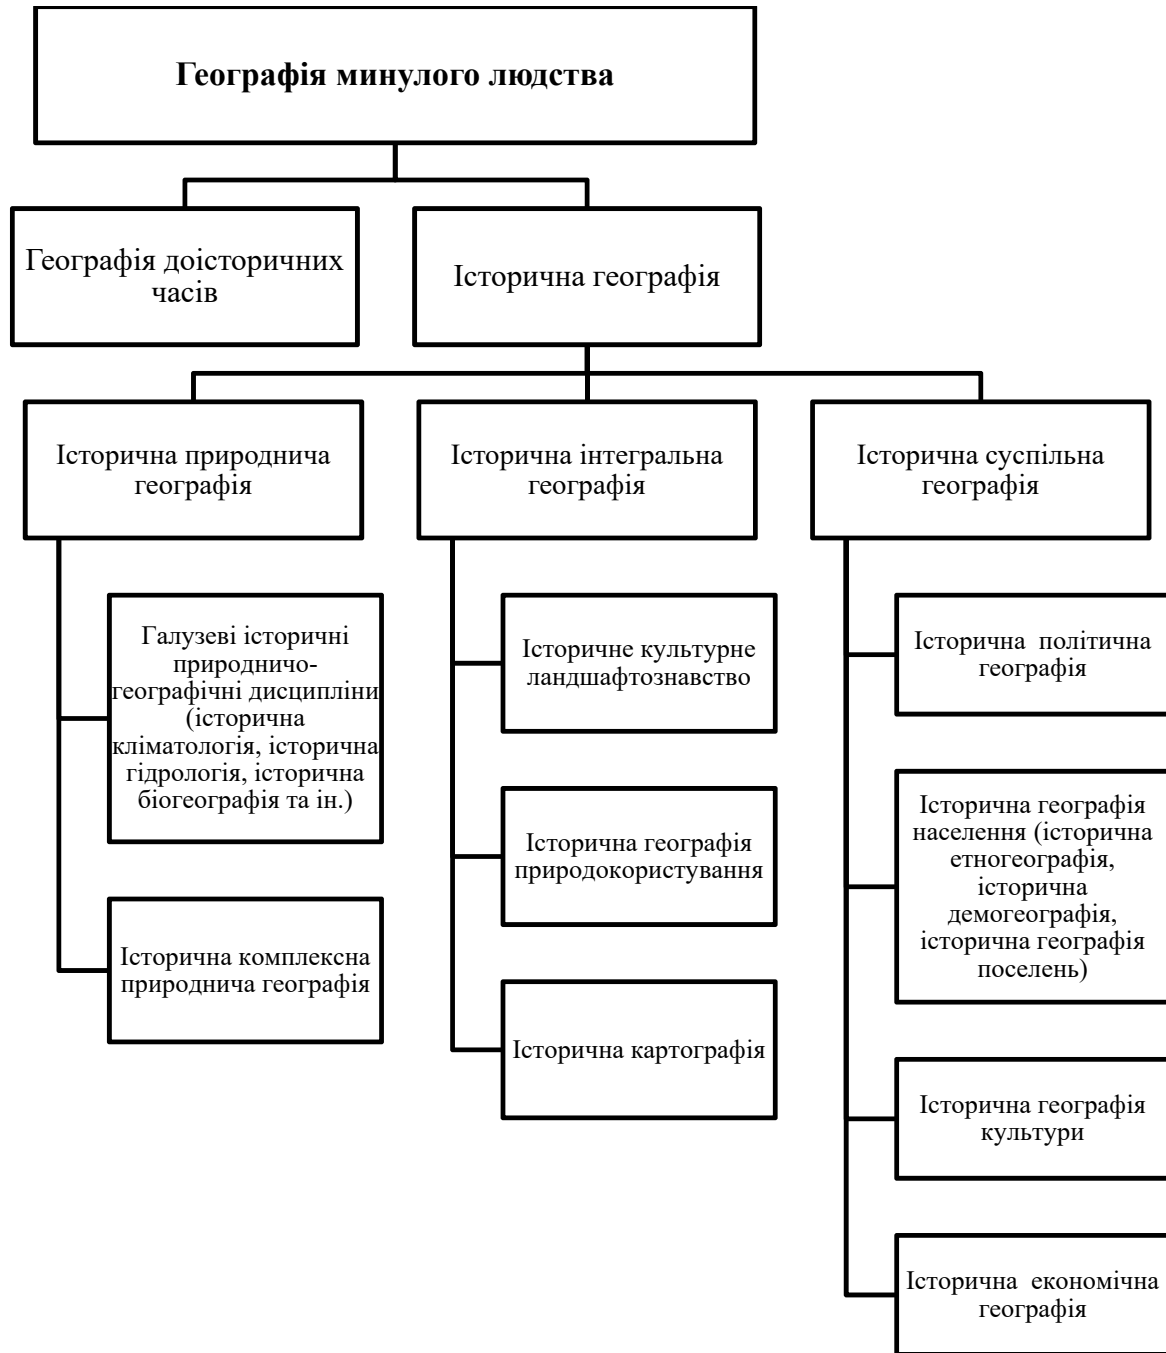 Географія минулого людства
Географія доісторичних
часів
Історична географія
Історична природнича
географія
Історична інтегральна
географія
Історична суспільна
географія
Галузеві історичні
природничо-
географічні дисципліни
(історична
кліматологія, історична
гідрологія, історична
біогеографія та ін.)
Історична комплексна
природнича географія
Історичне культурне
ландшафтознавство
Історична географія
природокористування
Історична картографія
Історична політична
географія
Історична географія
населення (історична
етногеографія,
історична
демогеографія,
історична географія
поселень)
Історична географія
культури
Історична економічна
географія